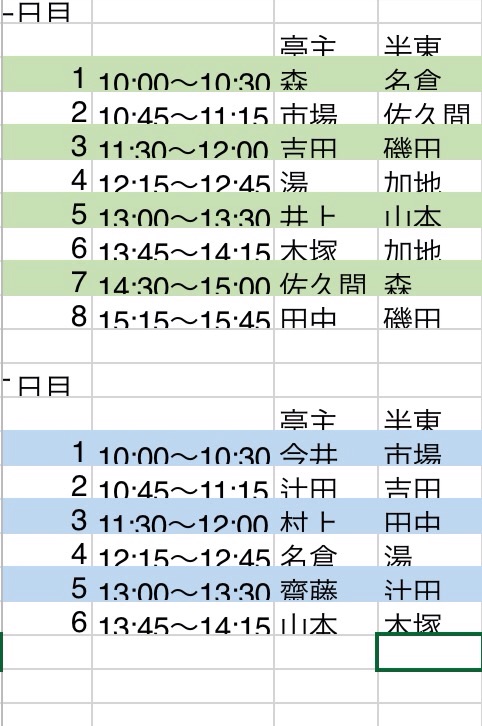 一日目
亭主 半東
1 10:00〜10:30 森 名倉
2 10:45〜11:15 市場 佐久間
3 11:30〜12:00 吉田 磯田
4 12:15〜12:45 湯 加地
5 13:00〜13:30 井上 山本
6 13:45〜14:15 木塚 加地
7 14:30〜15:00 佐久間 森
8 15:15〜15:45 田中 磯田
日目
亭主 半東
1 10:00〜10:30 今井 市場
2 10:45〜11:15 辻田 吉田
3 11:30〜12:00 村上 田中
4 12:15〜12:45 名倉 湯
5 13:00〜13:30 齋藤 辻田
6 13:45〜14:15 山本 木塚